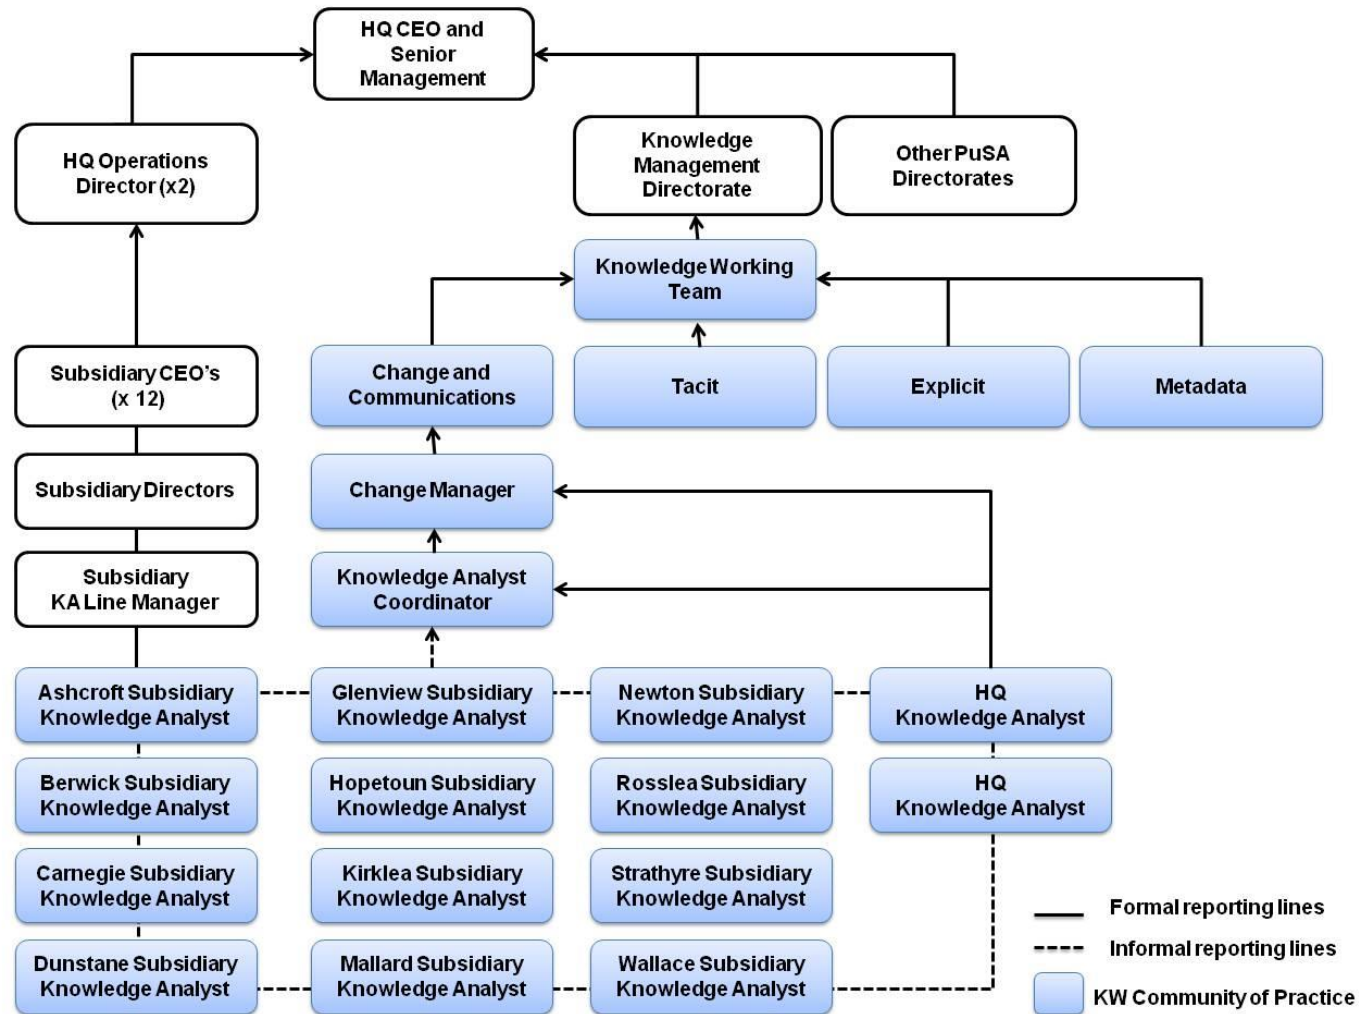 HQ CEO and
Senior
Management
HQ Operations
Director (x2)
Knowledge
Management
Directorate
Other PuSA
Directorates
Knowledge Working
Team
Subsidiary CEO's
(x 12)
Change and
Communications
Tacit
Explicit
Metadata
Subsidiary Directors
Change Manager
Subsidiary
KA Line Manager
Knowledge Analyst
Coordinator
Ashcroft Subsidiary
Knowledge Analyst
Glenview Subsidiary
Knowledge Analyst
Newton Subsidiary
Knowledge Analyst
HQ
Knowledge Analyst
Berwick Subsidiary
Knowledge Analyst
Hopetoun Subsidiary
Knowledge Analyst
Rosslea Subsidiary
Knowledge Analyst
HQ
Knowledge Analyst
Carnegie Subsidiary
Knowledge Analyst
Kirklea Subsidiary
Knowledge Analyst
Strathyre Subsidiary
Knowledge Analyst
Dunstane Subsidiary
Knowledge Analyst
Mallard Subsidiary
Knowledge Analyst
Wallace Subsidiary
Knowledge Analyst
Formal reporting lines
Informal reporting lines
KW Community of Practice